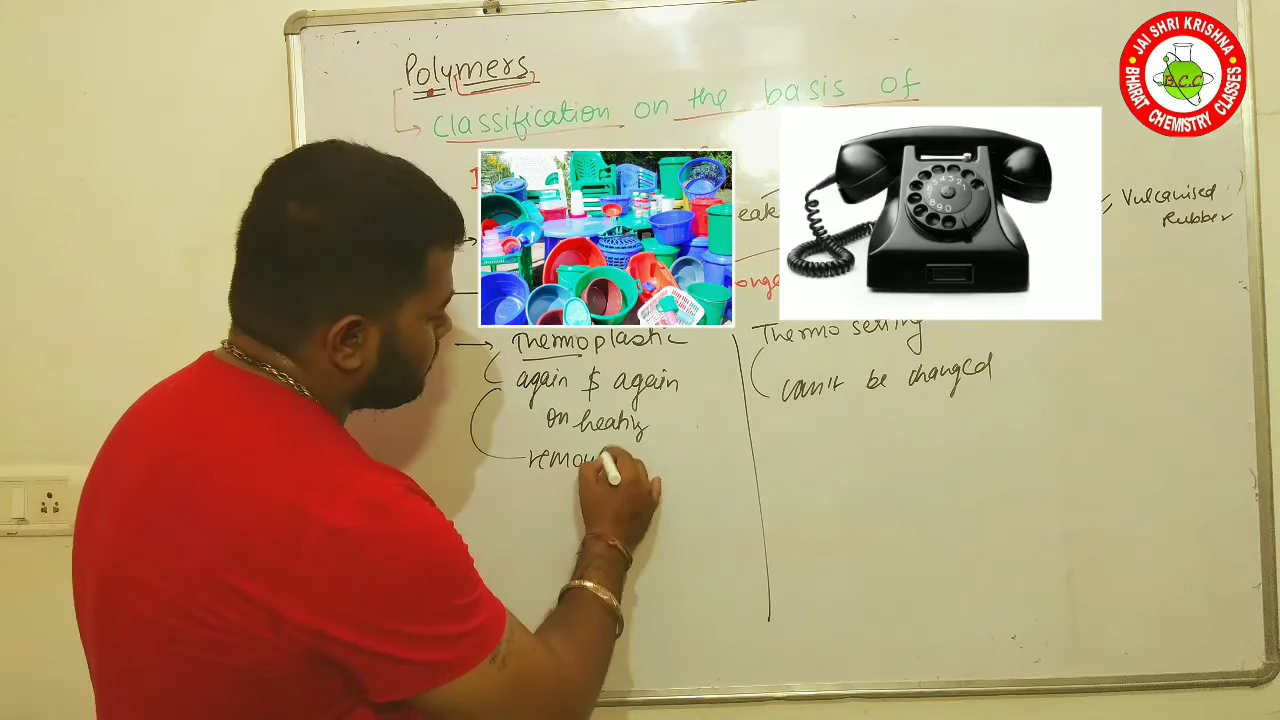 JAI SHRI KRISHNA
B.C.C
BHARAT CHEMISTRY CLASSES
Polymers
classification on the basis of
Vulcanised
Rubber
Thermoplastic
again $ again
on heating
remou
Thermo setting
can't be changed